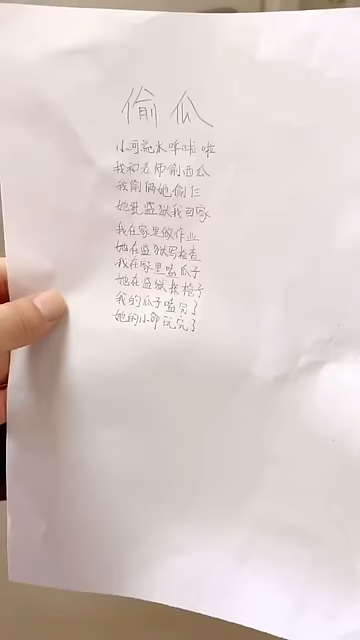 偷瓜
小河流水哗啦啦
我和老师偷西瓜
我偷俩她偷仨
她进监狱我回家
我在家里做作业
她在监狱写检查
我在家里嗑瓜子
她在监狱挨枪子
我的瓜子嗑完了
她的小命玩完了